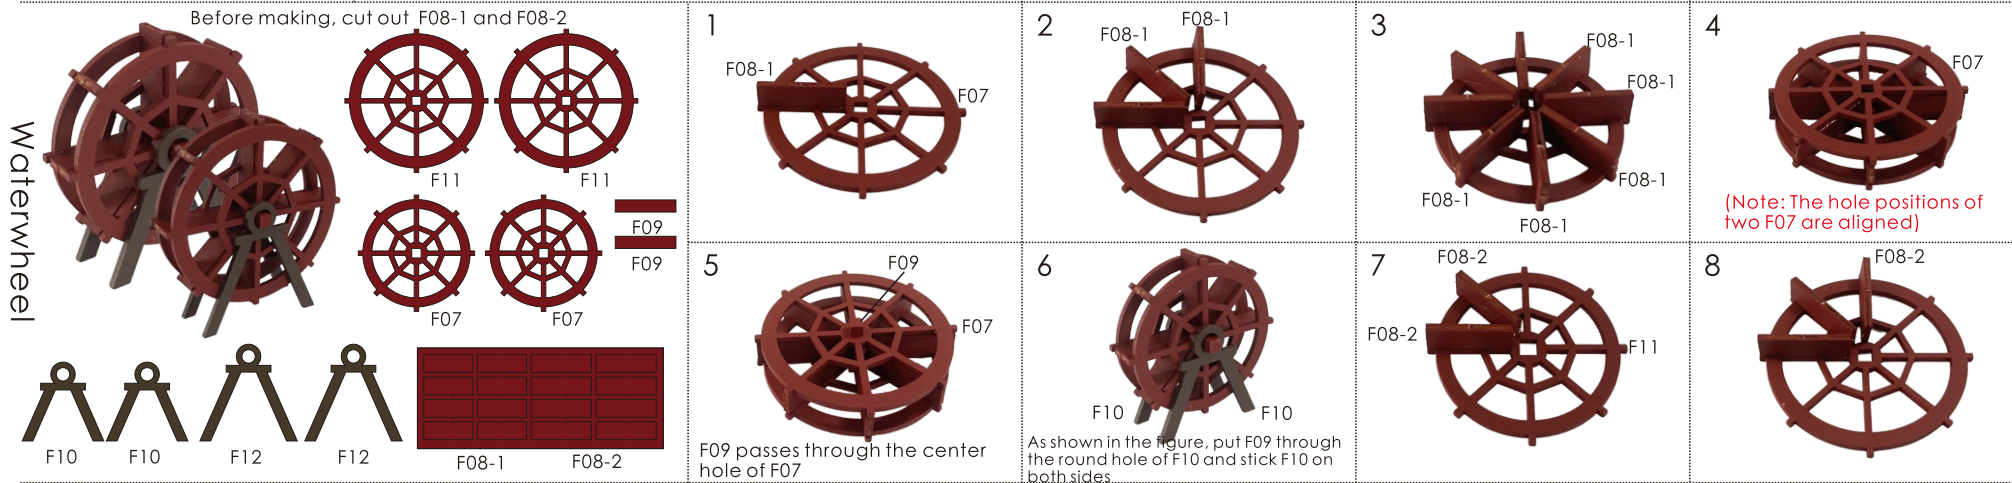 Waterwheel
Before making, cut out F08-1 and F08-2
F11
F11
F09
F09
F07
F07
F10
F10
F12
F12
F08-1
F08-2
1
F08-1
F07
2
F08-1
F08-1
3
F08-1
F08-1
F08-1
F08-1
F08-1
4
F07
(Note: The hole positions of
two F07 are aligned)
5
F09
F07
F09 passes through the center
hole of F07
6
F10
F10
As shown in the figure, put F09 through
the round hole of F10 and stick F10 on
both sides
7
F08-2
F08-2
F11
8
F08-2